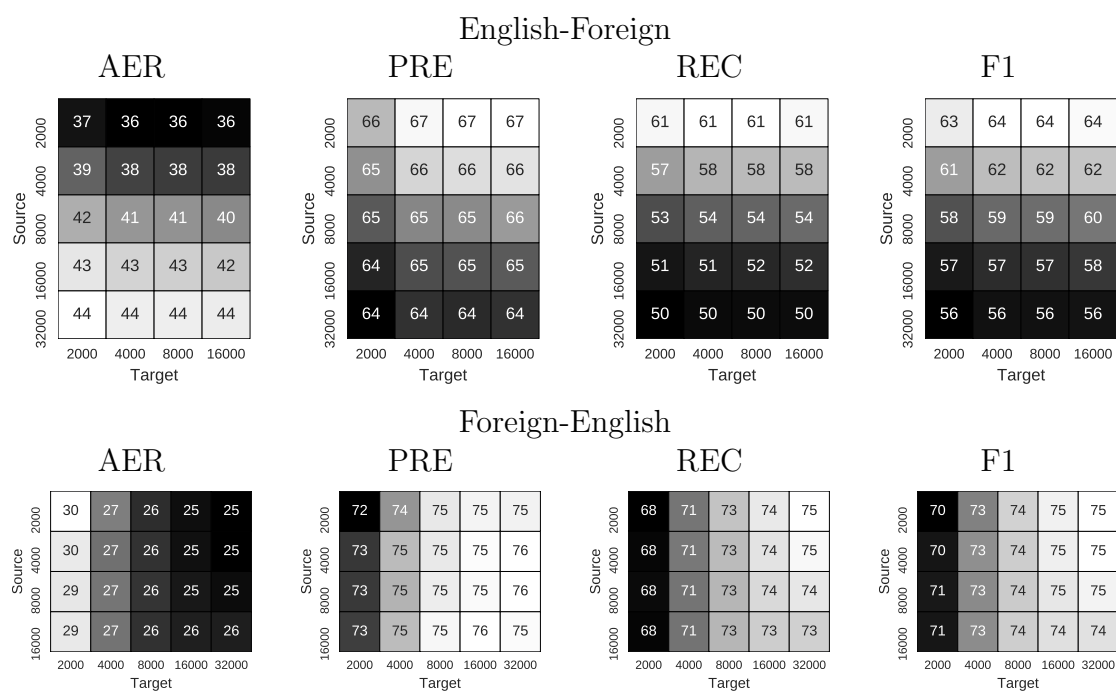 English-Foreign
AER PRE REC F1
Source 2000 37 36 36 36 Source 2000 66 67 67 67 Source 2000 61 61 61 61 Source 2000 63 64 64 64
4000 39 38 38 38 4000 65 66 66 66 4000 57 58 58 58 4000 61 62 62 62
8000 42 41 41 40 8000 65 65 65 66 8000 53 54 54 54 8000 58 59 59 60
16000 43 43 43 42 16000 64 65 65 65 16000 51 51 52 52 16000 57 57 57 58
32000 44 44 44 44 32000 64 64 64 64 32000 50 50 50 50 32000 56 56 56 56
2000 4000 8000 16000 2000 4000 8000 16000 2000 4000 8000 16000 2000 4000 8000 16000
Target Target Target Target
Foreign-English
AER PRE REC F1
Source 2000 30 27 26 25 25 Source 2000 72 74 75 75 75 Source 2000 68 71 73 74 75 Source 2000 70 73 74 75 75
4000 30 27 26 25 25 4000 73 75 75 75 76 4000 68 71 73 74 75 4000 70 73 74 75 75
8000 29 27 26 25 25 8000 73 75 75 75 76 8000 68 71 73 74 74 8000 71 73 74 75 75
16000 29 27 26 26 26 16000 73 75 75 76 75 16000 68 71 73 73 73 16000 71 73 74 74 74
2000 4000 8000 16000 32000 2000 4000 8000 16000 32000 2000 4000 8000 16000 32000 2000 4000 8000 16000 32000
Target Target Target Target